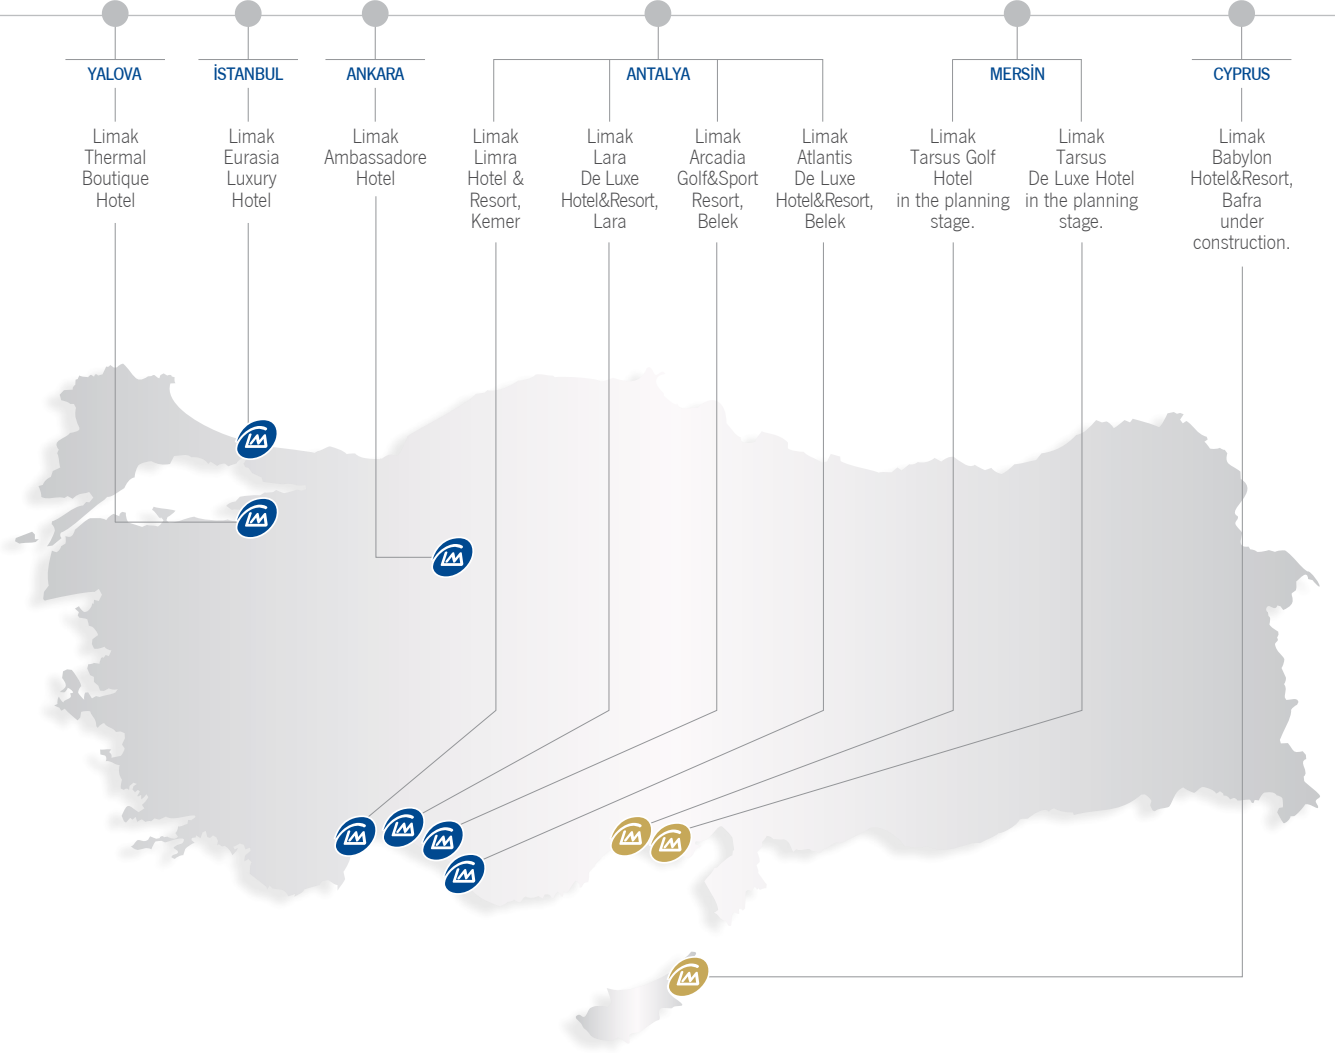 YALOVA
Limak
Thermal
Boutique
Hotel
İSTANBUL
Limak
Eurasia
Luxury
Hotel
ANKARA
Limak
Ambassadore
Hotel
ANTALYA
Limak
Limra
Hotel &
Resort,
Kemer
Limak
Lara
De Luxe
Hotel&Resort,
Lara
Limak
Arcadia
Golf&Sport
Resort,
Belek
Limak
Atlantis
De Luxe
Hotel&Resort,
Belek
MERSİN
Limak
Tarsus Golf
Hotel
in the planning
stage.
Limak
Tarsus
De Luxe Hotel
in the planning
stage.
CYPRUS
Limak
Babylon
Hotel&Resort,
Bafra
under
construction.